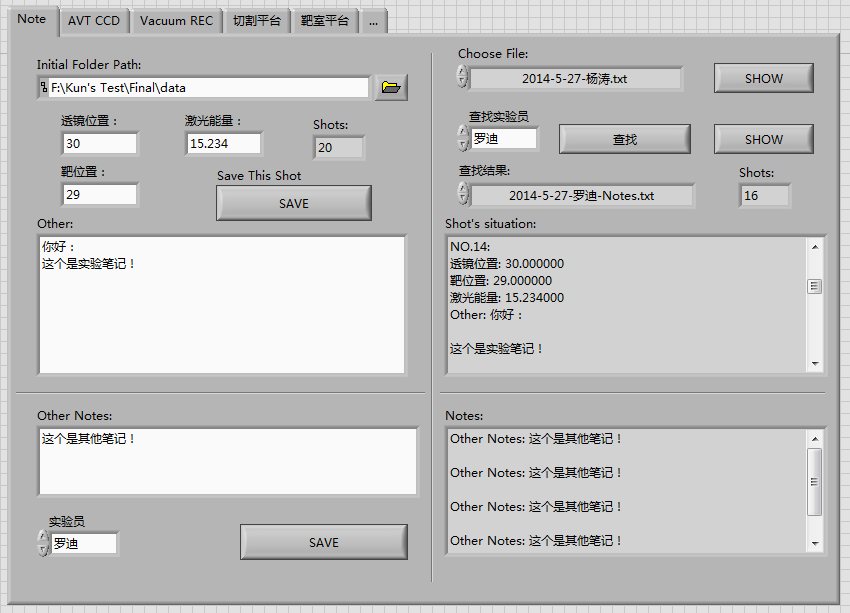 Note AVT CCD Vacuum REC 切割平台 靶室平台 ...
Initial Folder Path:
F:\Kun's Test\Final\data
透镜位置：
30
激光能量：
15.234
Shots:
20
靶位置：
29
Save This Shot
SAVE
Other:
你好：
这个是实验笔记！
Other Notes:
这个是其他笔记！
实验员
罗迪
SAVE
Choose File:
2014-5-27-杨涛.txt
SHOW
查找实验员
罗迪
查找
SHOW
查找结果:
2014-5-27-罗迪-Notes.txt
Shots:
16
Shot's situation:
NO.14:
透镜位置: 30.000000
靶位置: 29.000000
激光能量: 15.234000
Other: 你好：
这个是实验笔记！
Notes:
Other Notes: 这个是其他笔记！
Other Notes: 这个是其他笔记！
Other Notes: 这个是其他笔记！
Other Notes: 这个是其他笔记！